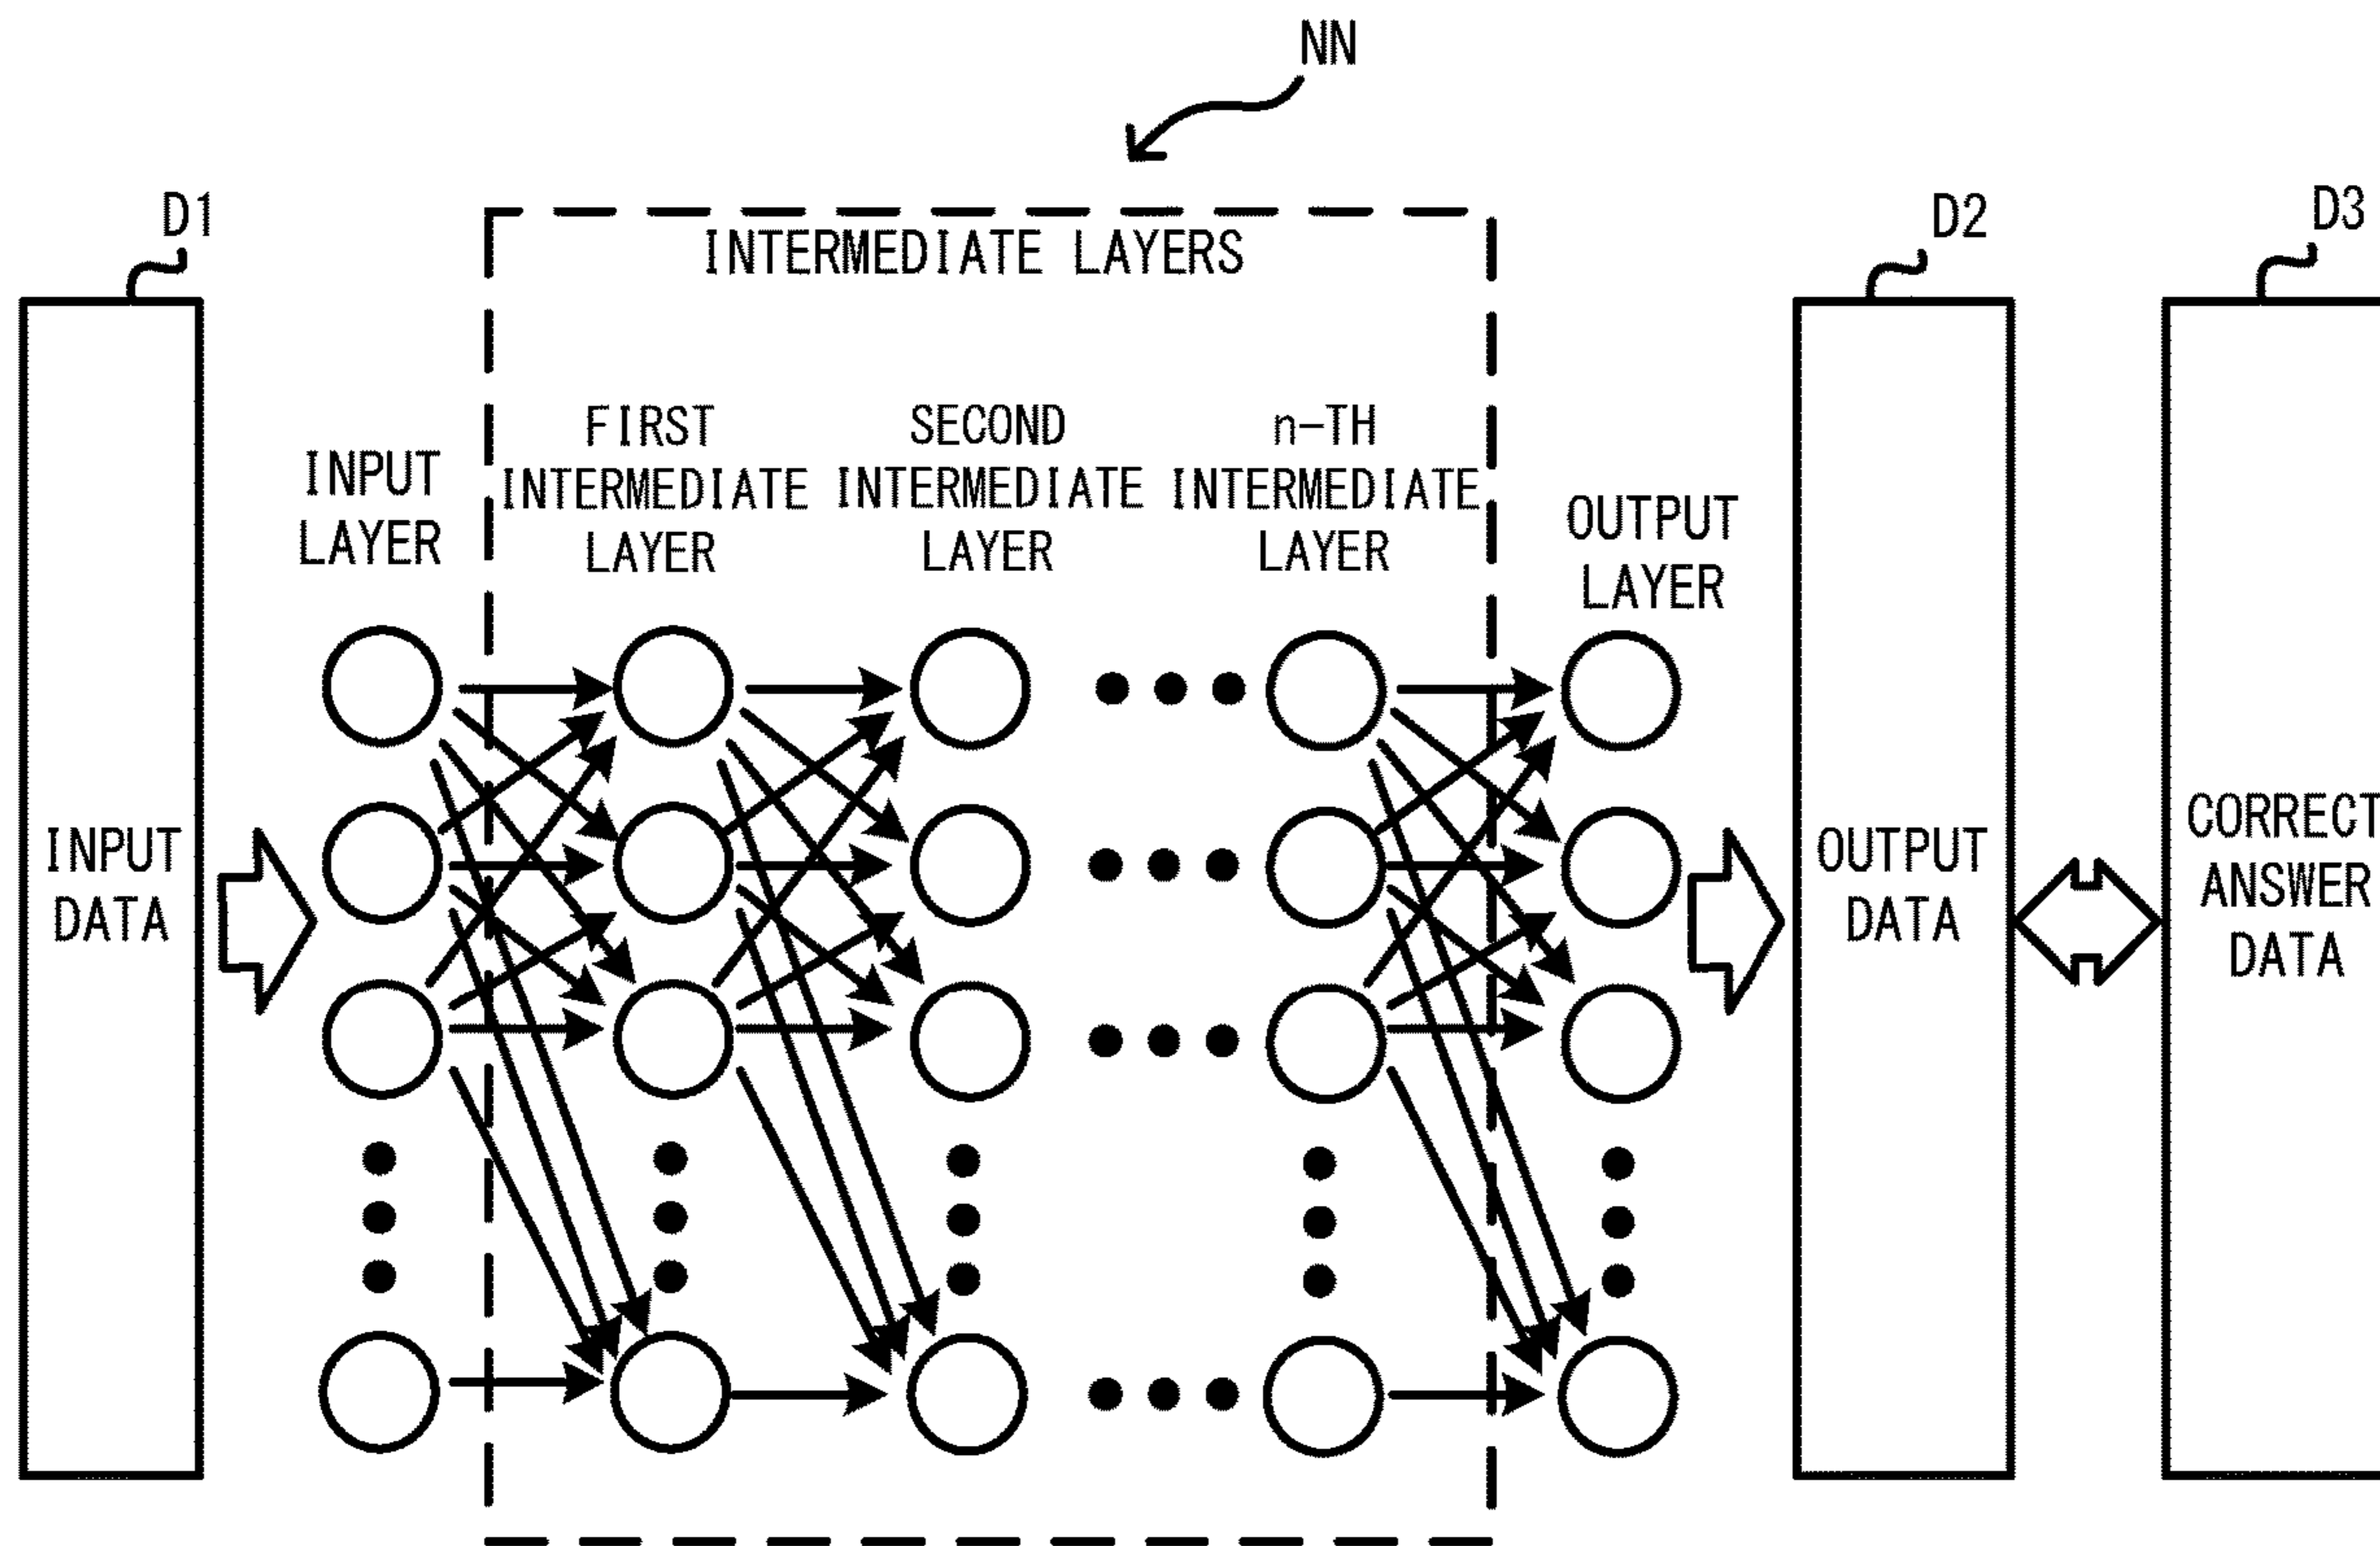 NN
D1
D2
D3
INTERMEDIATE LAYERS
INPUT
LAYER
FIRST
INTERMEDIATE
LAYER
SECOND
INTERMEDIATE
LAYER
n-TH
INTERMEDIATE
LAYER
OUTPUT
LAYER
INPUT
DATA
OUTPUT
DATA
CORRECT
ANSWER
DATA